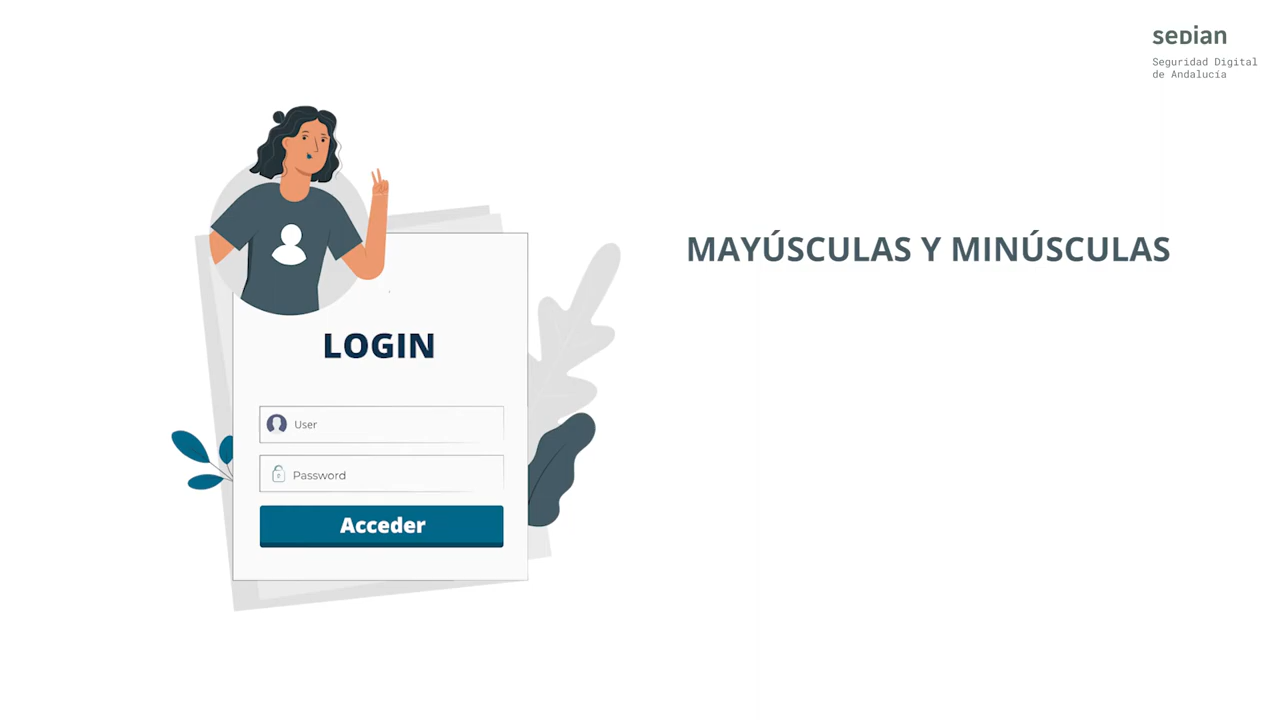 seDian
Seguridad Digital
de Andalucía
MAYÚSCULAS Y MINÚSCULAS
LOGIN
User
Password
Acceder